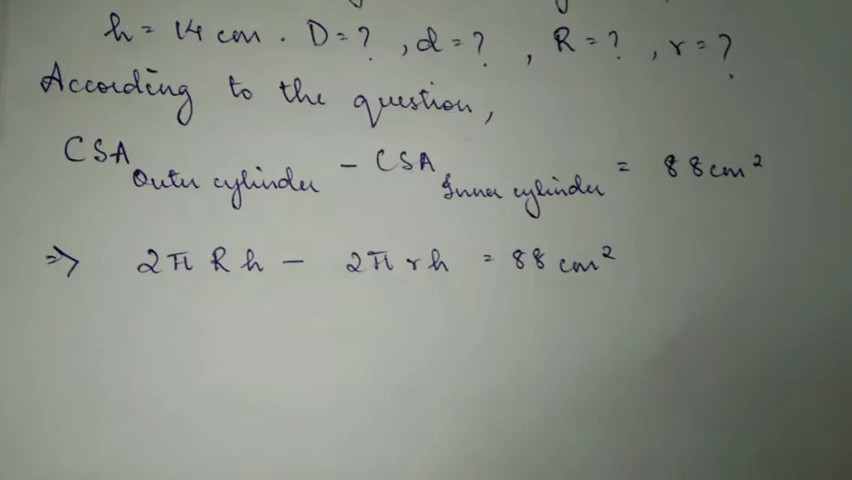 h = 14 cm. D = ?, d = ?, R = ?, r = ?
According to the question,
CSA Outer cylinder - CSA Inner cylinder = 88 cm²
⇒ 2π R h - 2π r h = 88 cm²